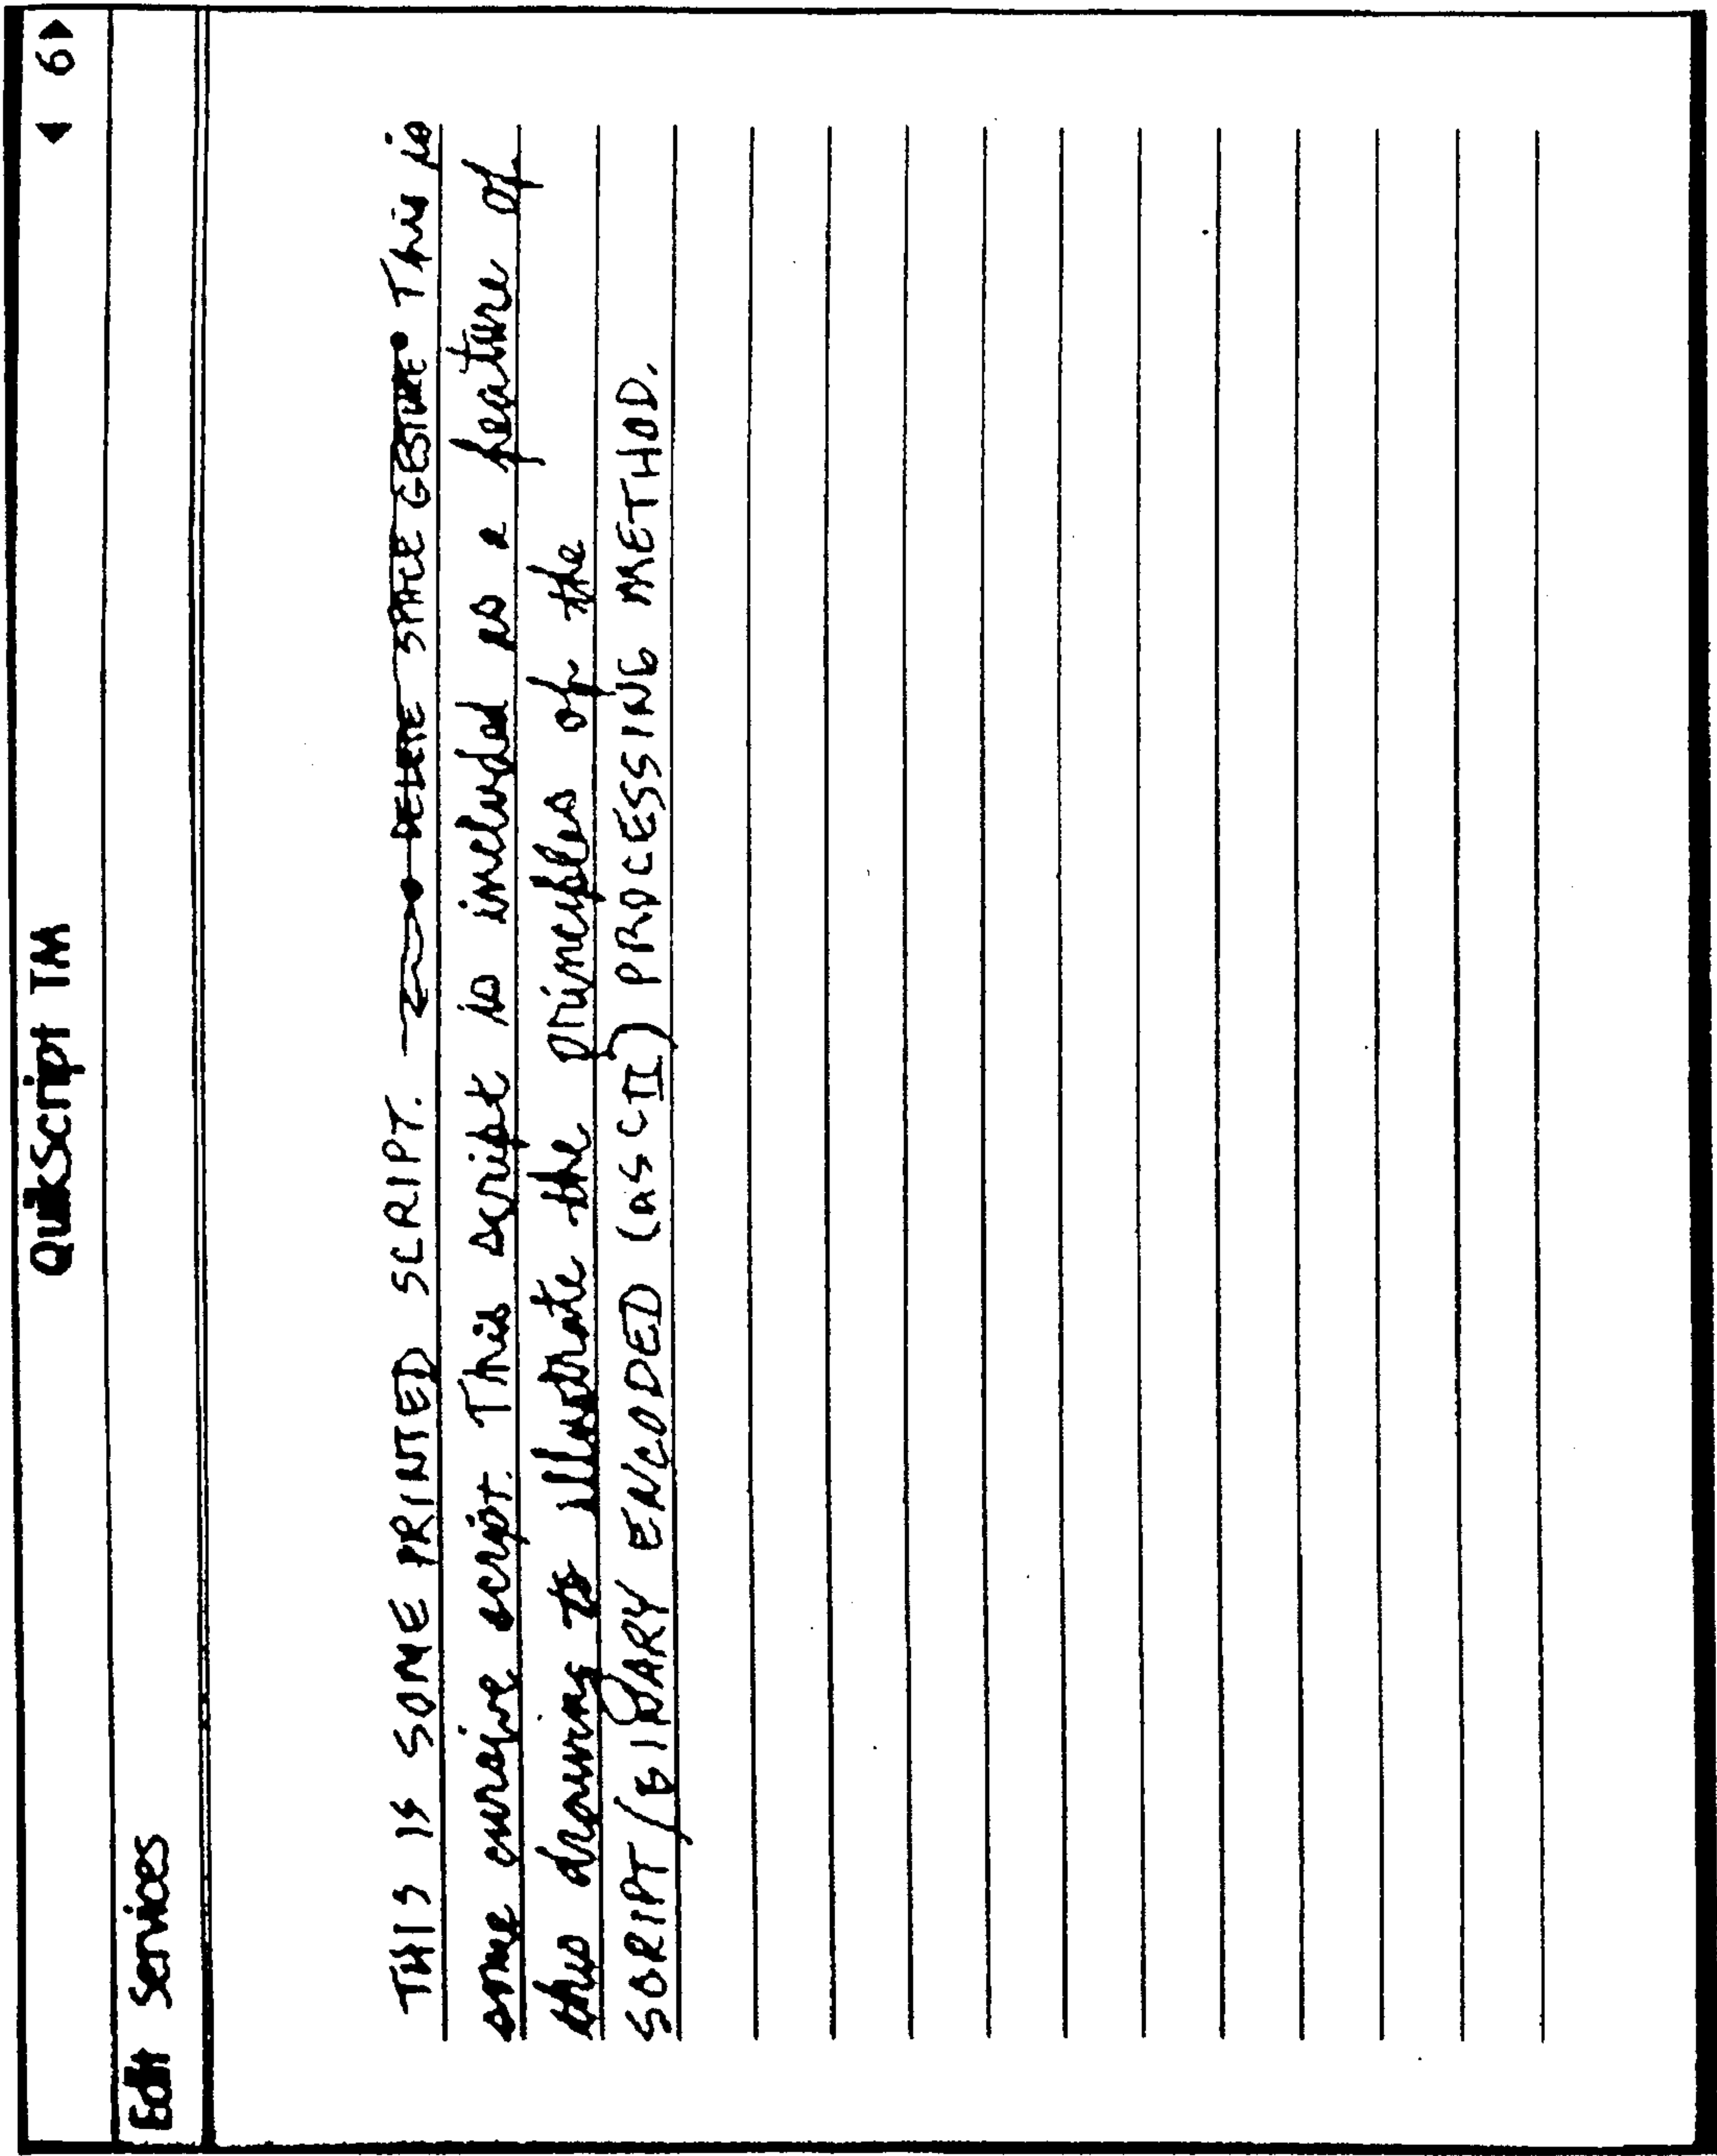 QuikScript TM ◀ 6▶
Edit Services
THIS IS SOME PRINTED SCRIPT. DELETE SPACE GESTURE This is
some cursive script. This script is included as a feature of
this drawing to illustrate the principles of the
SCRIPT/BINARY ENCODED (ASCII) PROCESSING METHOD.